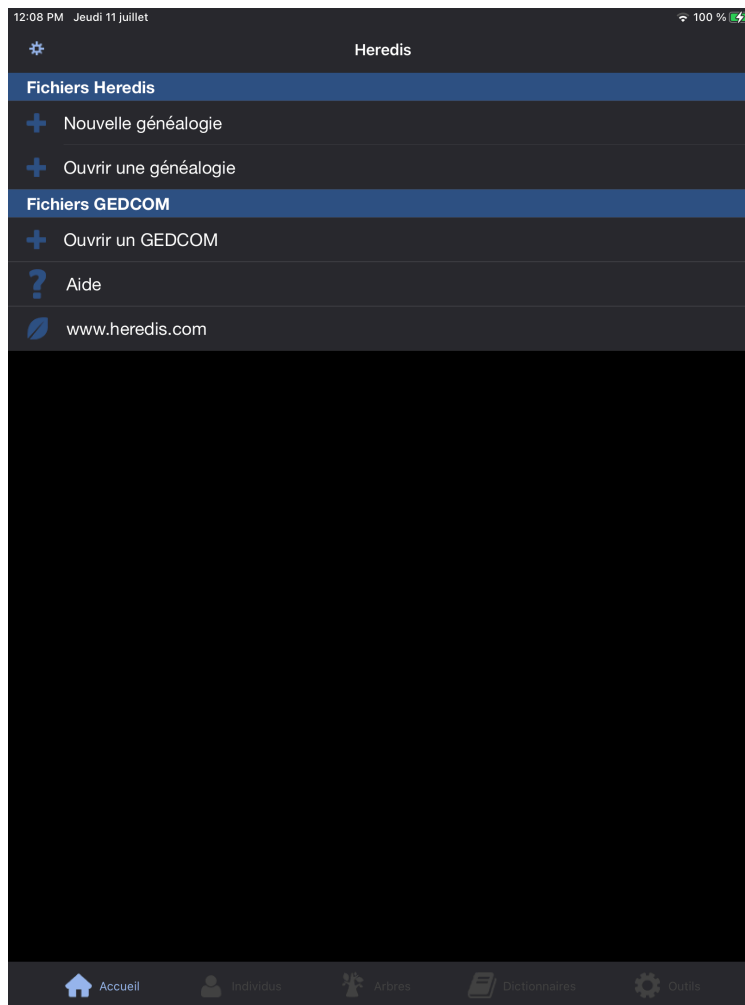 12:08 PM Jeudi 11 juillet 100 %
Heredis
Fichiers Heredis
Nouvelle généalogie
Ouvrir une généalogie
Fichiers GEDCOM
Ouvrir un GEDCOM
Aide
www.heredis.com
Accueil Individus Arbres Dictionnaires Outils